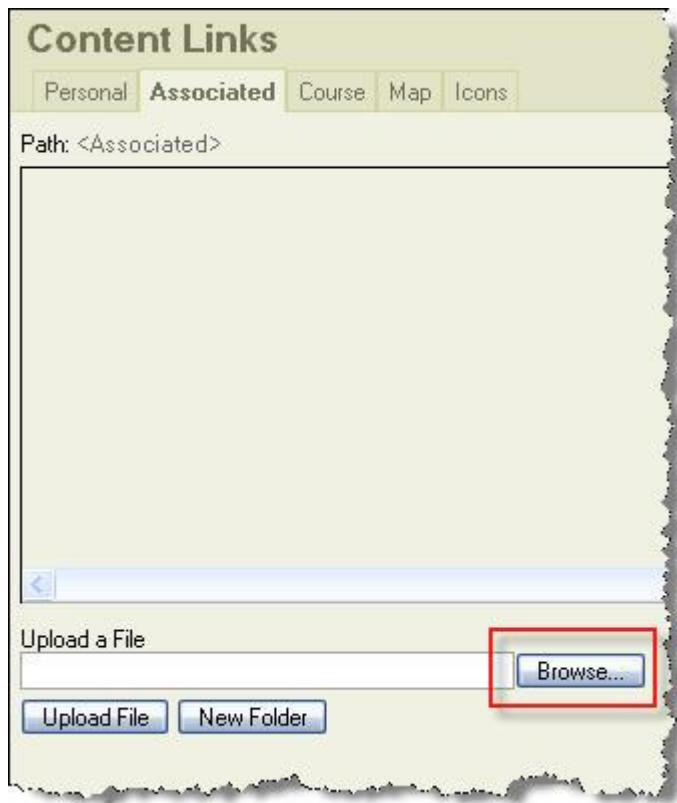 Content Links
Personal Associated Course Map Icons
Path: <Associated>
Upload a File
Browse...
Upload File New Folder